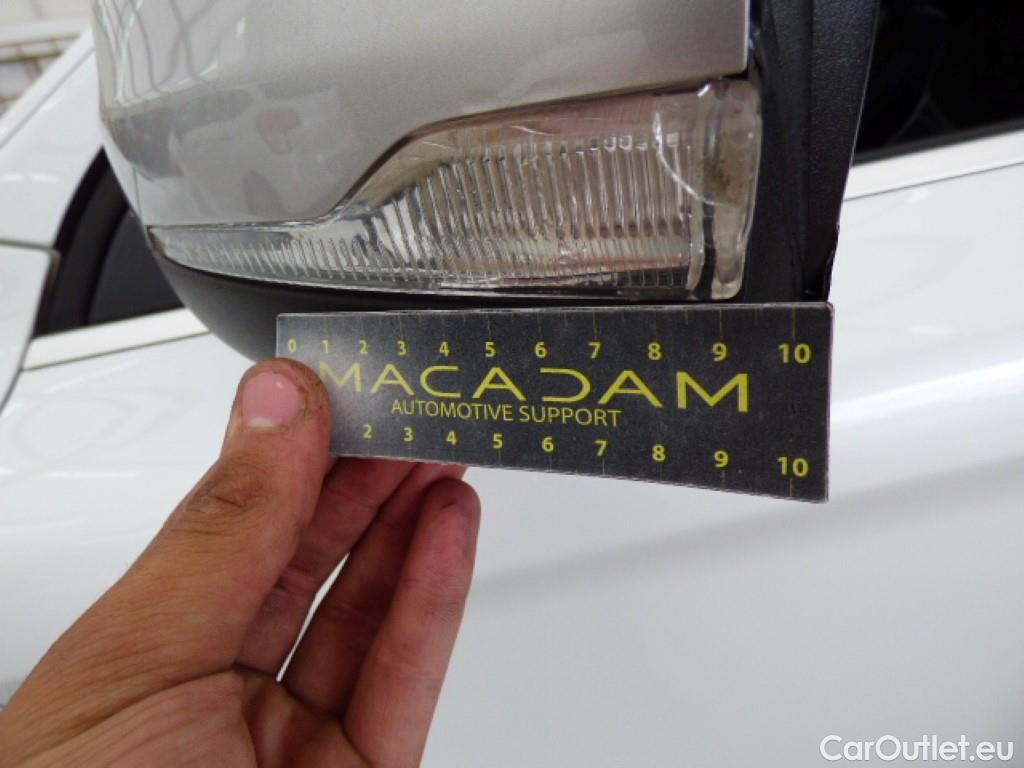 0 1 2 3 4 5 6 7 8 9 10
MACADAM
AUTOMOTIVE SUPPORT
2 3 4 5 6 7 8 9 10
CarOutlet.eu